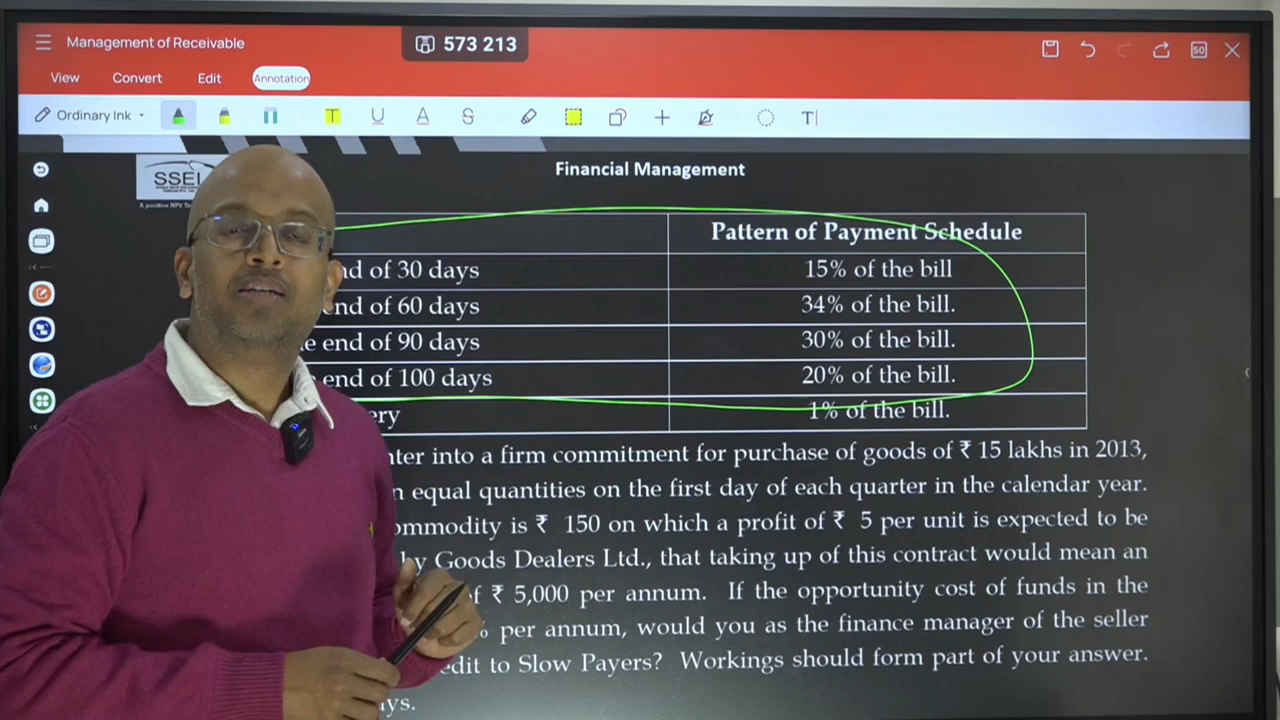 Management of Receivable
573 213
View Convert Edit Annotation
Ordinary Ink
50
SSEI
A positive NPV
Financial Management
Pattern of Payment Schedule
nd of 30 days 15% of the bill
end of 60 days 34% of the bill.
e end of 90 days 30% of the bill.
end of 100 days 20% of the bill.
ery 1% of the bill.
nter into a firm commitment for purchase of goods of ₹ 15 lakhs in 2013,
n equal quantities on the first day of each quarter in the calendar year.
ommodity is ₹ 150 on which a profit of ₹ 5 per unit is expected to be
by Goods Dealers Ltd., that taking up of this contract would mean an
f ₹ 5,000 per annum. If the opportunity cost of funds in the
% per annum, would you as the finance manager of the seller
edit to Slow Payers? Workings should form part of your answer.
ays.